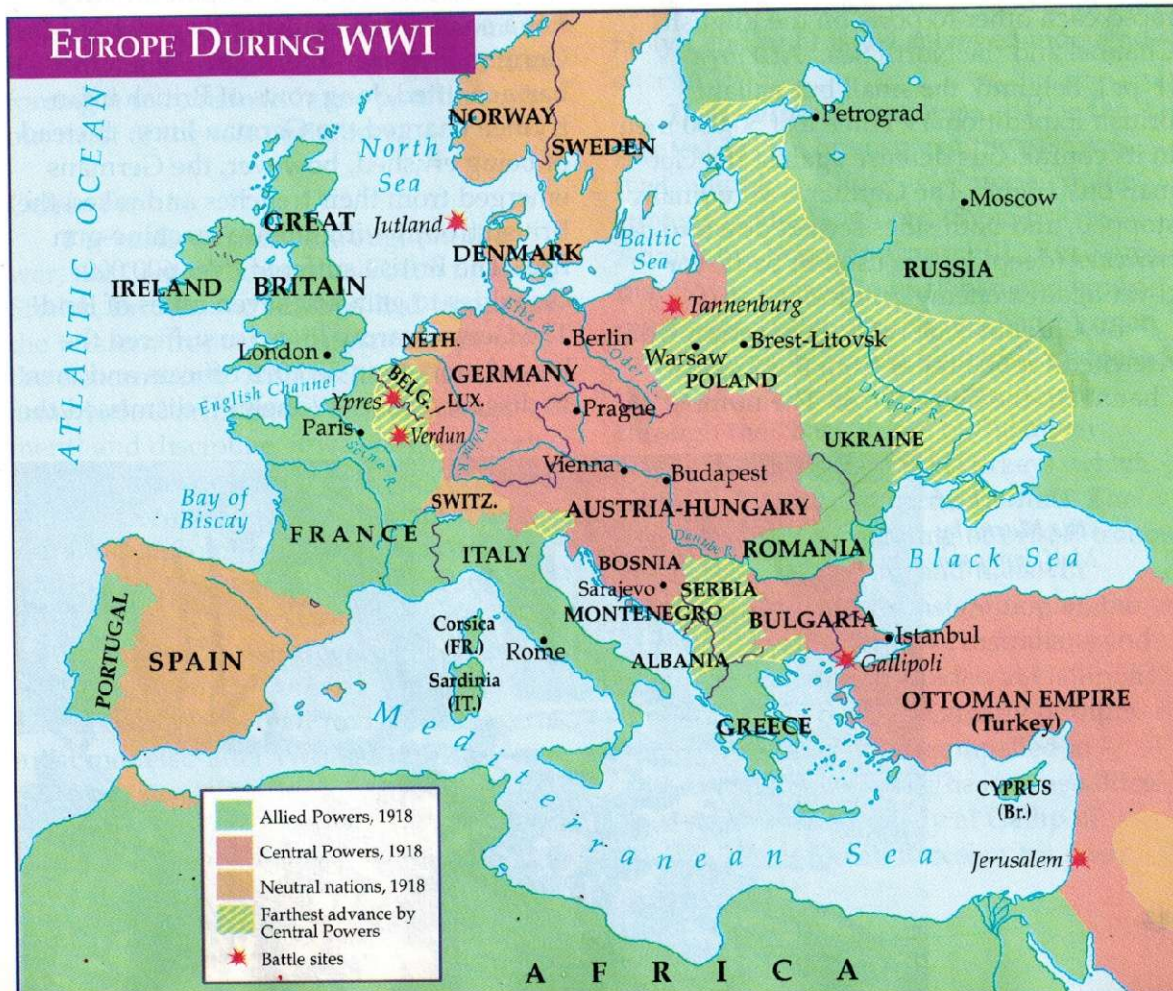 EUROPE DURING WWI
ATLANTIC OCEAN
North
Sea
NORWAY
SWEDEN
Petrograd
Moscow
Jutland
GREAT
BRITAIN
IRELAND
DENMARK
Baltic
Sea
RUSSIA
Tannenburg
London
NETH.
Elbe R.
Berlin
Oder R.
Warsaw
Brest-Litovsk
POLAND
English Channel
BELG.
GERMANY
Ypres
LUX.
Prague
Dnieper R.
Paris
Verdun
Seine R.
Rhine R.
UKRAINE
Vienna
Budapest
Bay of
Biscay
SWITZ.
AUSTRIA-HUNGARY
FRANCE
ITALY
Danube R.
ROMANIA
Black Sea
BOSNIA
Sarajevo
SERBIA
MONTENEGRO
BULGARIA
PORTUGAL
SPAIN
Corsica
(FR.)
Rome
ALBANIA
Istanbul
Gallipoli
Sardinia
(IT.)
OTTOMAN EMPIRE
(Turkey)
GREECE
Mediterranean Sea
CYPRUS
(Br.)
Jerusalem
Allied Powers, 1918
Central Powers, 1918
Neutral nations, 1918
Farthest advance by
Central Powers
Battle sites
AFRICA